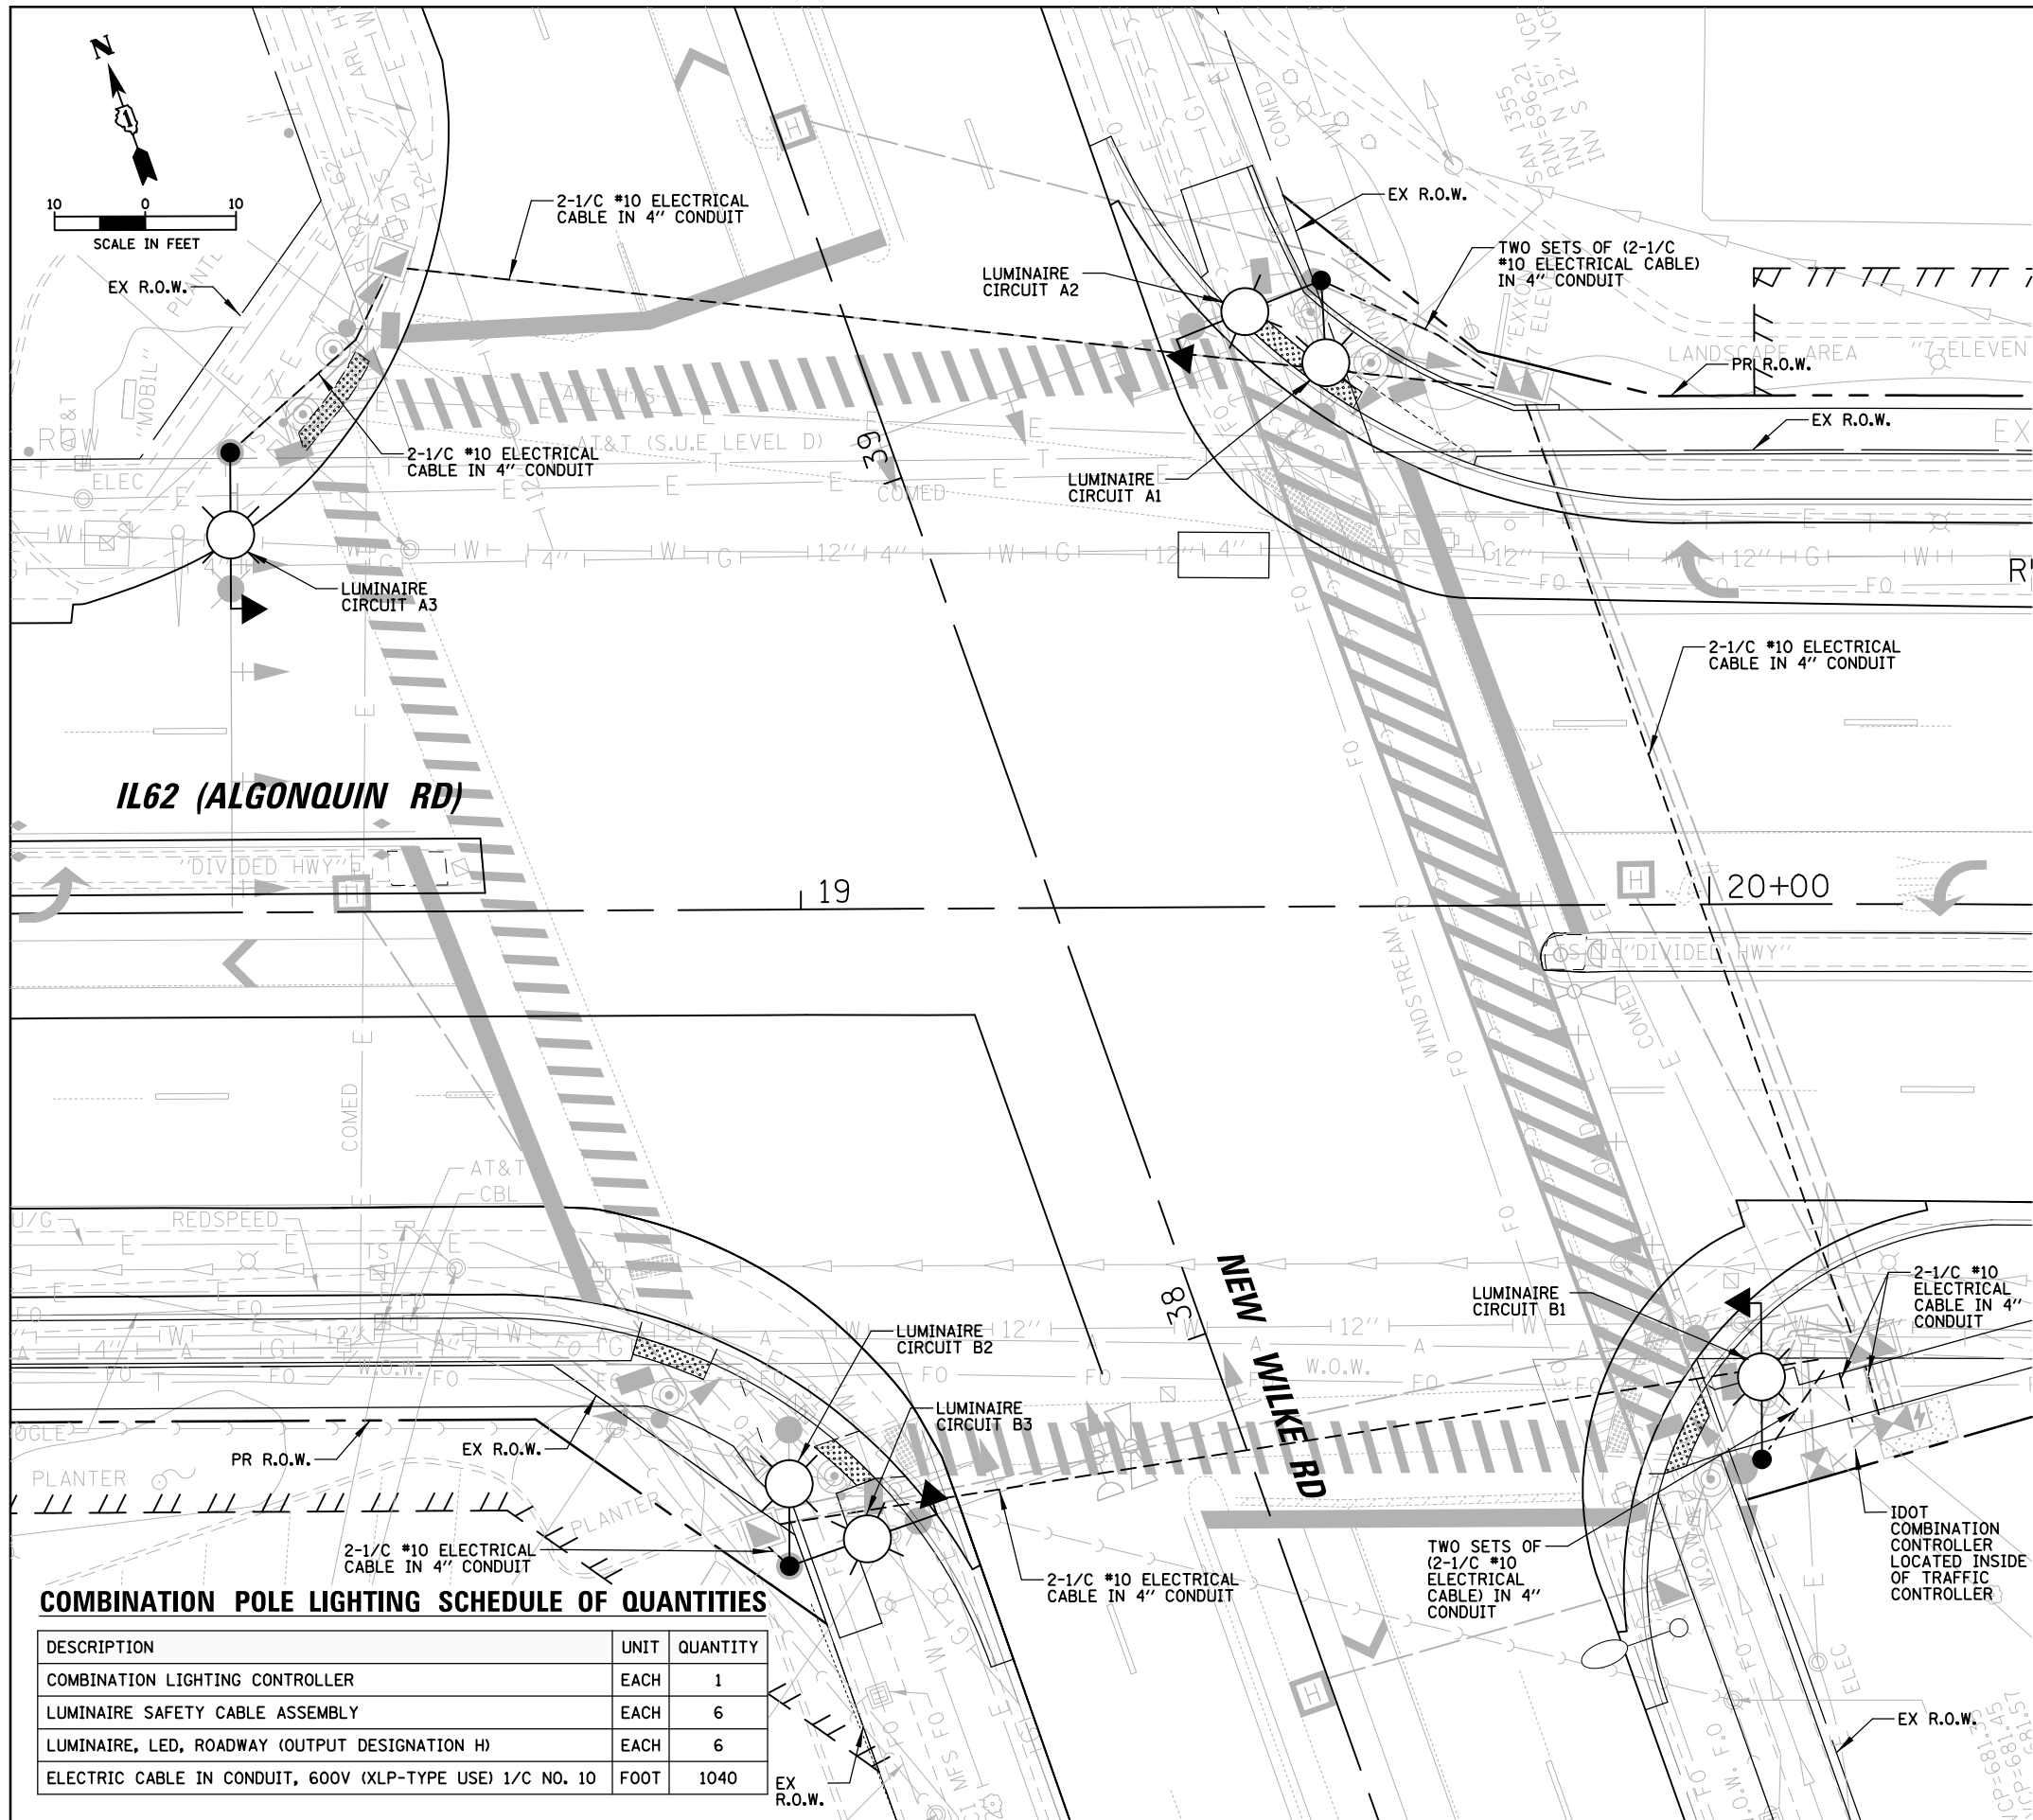 N
10 0 10
SCALE IN FEET
EX R.O.W.
2-1/C #10 ELECTRICAL
CABLE IN 4" CONDUIT
LUMINAIRE
CIRCUIT A2
EX R.O.W.
TWO SETS OF (2-1/C
#10 ELECTRICAL CABLE)
IN 4" CONDUIT
LANDSCAPE AREA
PR R.O.W.
EX R.O.W.
"MOBIL"
AT&T
ROW
ELEC
2-1/C #10 ELECTRICAL
CABLE IN 4" CONDUIT
AT&T (S.U.E LEVEL D)
COMED
39
LUMINAIRE
CIRCUIT A1
LUMINAIRE
CIRCUIT A3
2-1/C #10 ELECTRICAL
CABLE IN 4" CONDUIT
IL62 (ALGONQUIN RD)
"DIVIDED HWY"
19
20+00
"DIVIDED HWY"
WINDSTREAM FO
COMED
COMED
AT&T
CBL
U/G
REDSPEED
NEW WILKE RD
38
W.O.W.
W.O.W.
LUMINAIRE
CIRCUIT B2
LUMINAIRE
CIRCUIT B3
LUMINAIRE
CIRCUIT B1
2-1/C #10
ELECTRICAL
CABLE IN 4"
CONDUIT
PR R.O.W.
EX R.O.W.
PLANTER
PLANTER
2-1/C #10 ELECTRICAL
CABLE IN 4" CONDUIT
2-1/C #10 ELECTRICAL
CABLE IN 4" CONDUIT
TWO SETS OF
(2-1/C #10
ELECTRICAL
CABLE) IN 4"
CONDUIT
IDOT
COMBINATION
CONTROLLER
LOCATED INSIDE
OF TRAFFIC
CONTROLLER
ELEC
EX R.O.W.
EX
R.O.W.
COMBINATION POLE LIGHTING SCHEDULE OF QUANTITIES
DESCRIPTION UNIT QUANTITY
COMBINATION LIGHTING CONTROLLER EACH 1
LUMINAIRE SAFETY CABLE ASSEMBLY EACH 6
LUMINAIRE, LED, ROADWAY (OUTPUT DESIGNATION H) EACH 6
ELECTRIC CABLE IN CONDUIT, 600V (XLP-TYPE USE) 1/C NO. 10 FOOT 1040